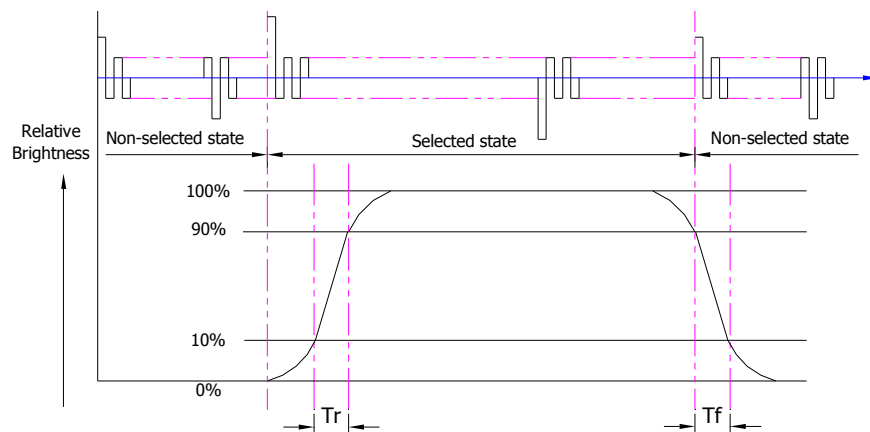 Relative
Brightness
Non-selected state
Selected state
Non-selected state
100%
90%
10%
0%
Tr
Tf